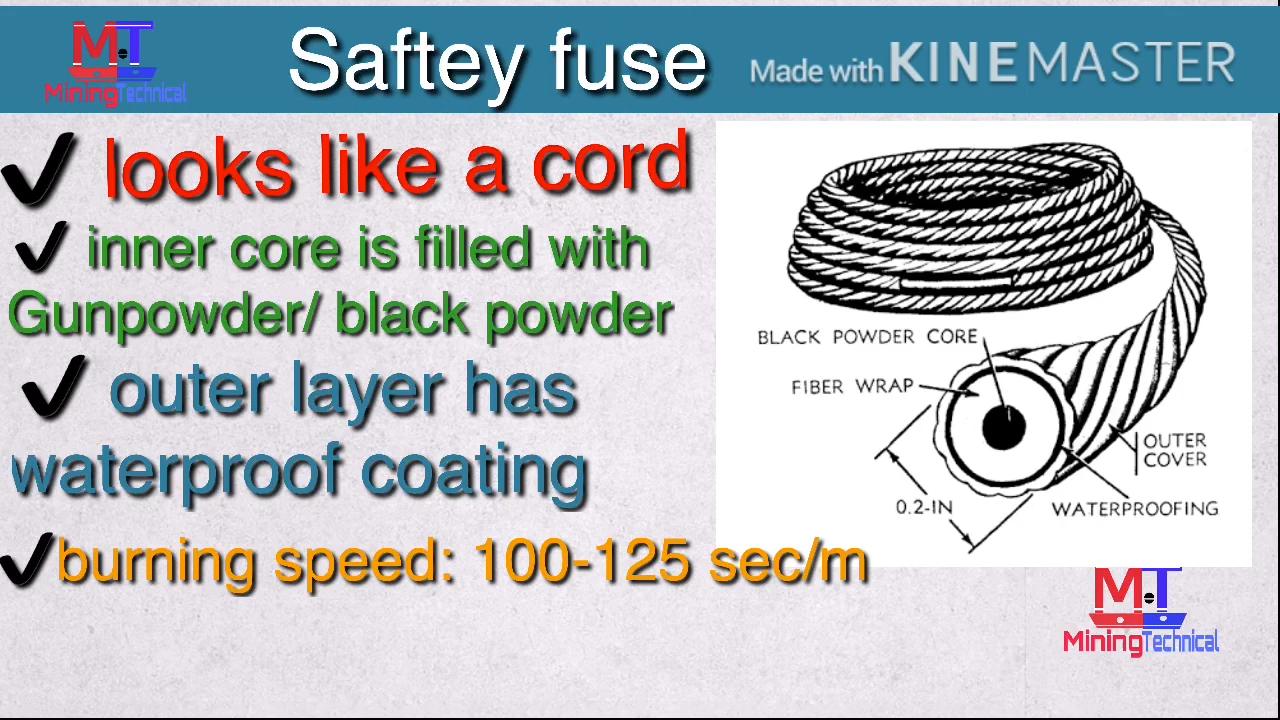 M.T
MiningTechnical
Saftey fuse
Made with KINEMASTER
✔ looks like a cord
✔ inner core is filled with
Gunpowder/ black powder
✔ outer layer has
waterproof coating
✔burning speed: 100-125 sec/m
BLACK POWDER CORE
FIBER WRAP
OUTER
COVER
0.2-IN
WATERPROOFING
M.T
MiningTechnical